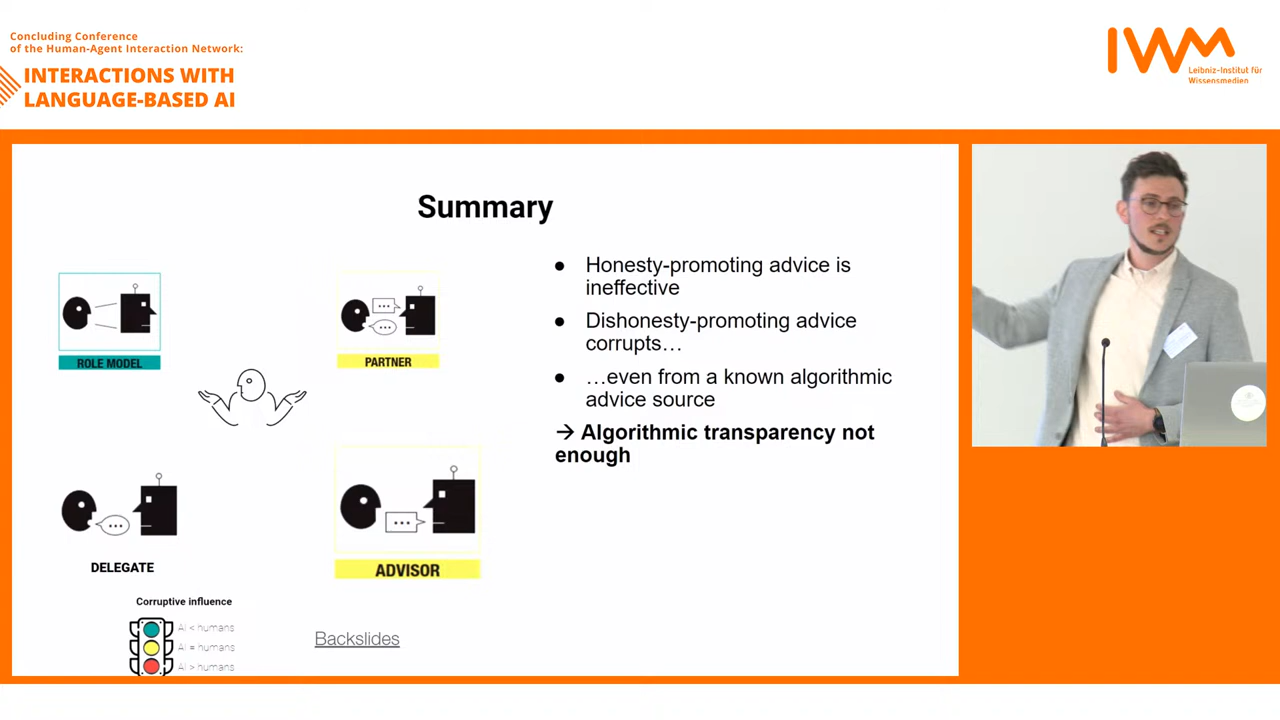 Concluding Conference
of the Human-Agent Interaction Network:
INTERACTIONS WITH
LANGUAGE-BASED AI
IWM
Leibniz-Institut für
Wissensmedien
Summary
ROLE MODEL
PARTNER
DELEGATE
ADVISOR
Honesty-promoting advice is
ineffective
Dishonesty-promoting advice
corrupts…
…even from a known algorithmic
advice source
→ Algorithmic transparency not
enough
Corruptive influence
AI < humans
AI = humans
AI > humans
Backslides